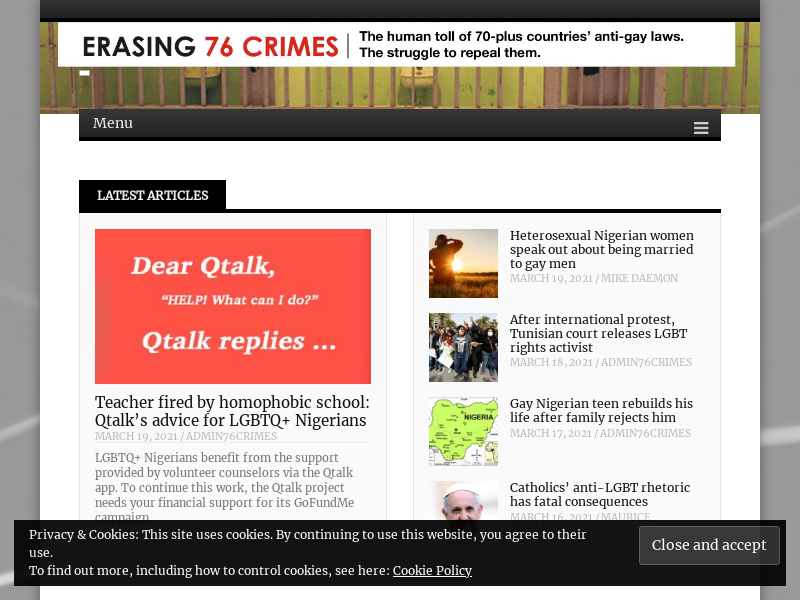 ERASING 76 CRIMES
The human toll of 70-plus countries' anti-gay laws.
The struggle to repeal them.
Menu
LATEST ARTICLES
Dear Qtalk,
"HELP! What can I do?"
Qtalk replies ...
Teacher fired by homophobic school:
Qtalk's advice for LGBTQ+ Nigerians
MARCH 19, 2021 / ADMIN76CRIMES
LGBTQ+ Nigerians benefit from the support
provided by volunteer counselors via the Qtalk
app. To continue this work, the Qtalk project
needs your financial support for its GoFundMe
campaign.
Heterosexual Nigerian women
speak out about being married
to gay men
MARCH 19, 2021 / MIKE DAEMON
After international protest,
Tunisian court releases LGBT
rights activist
MARCH 18, 2021 / ADMIN76CRIMES
NIGERIA
Gay Nigerian teen rebuilds his
life after family rejects him
MARCH 17, 2021 / ADMIN76CRIMES
Catholics' anti-LGBT rhetoric
has fatal consequences
MARCH 16, 2021 / MAURICE
Privacy & Cookies: This site uses cookies. By continuing to use this website, you agree to their
use.
To find out more, including how to control cookies, see here: Cookie Policy
Close and accept